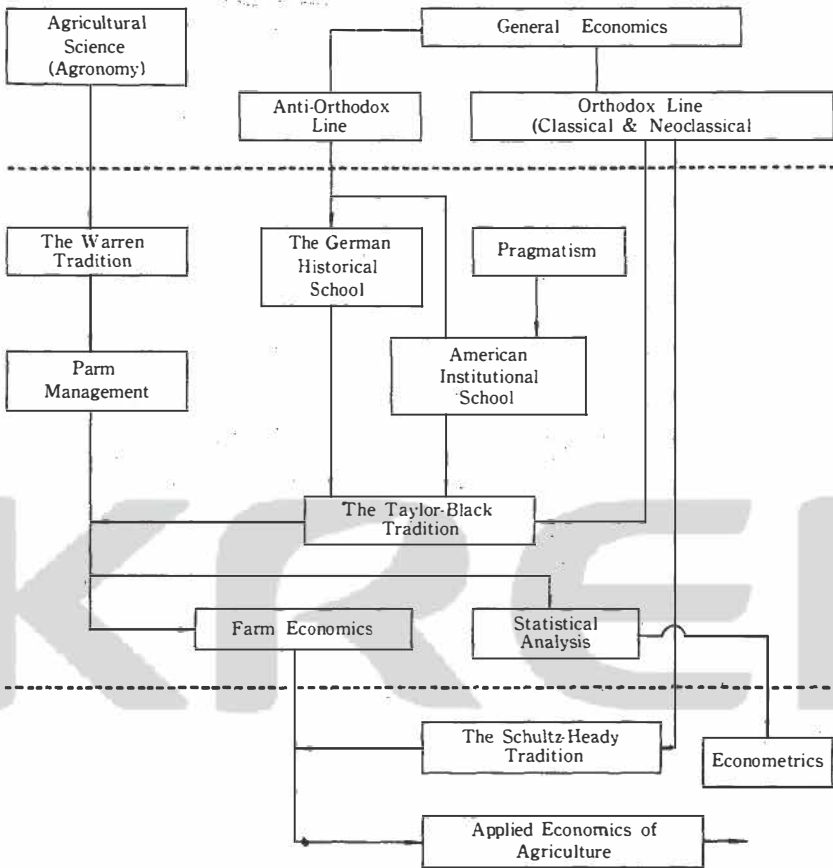 Agricultural
Science
(Agronomy)
General Economics
Anti-Orthodox
Line
Orthodox Line
(Classical & Neoclassical
The Warren
Tradition
The German
Historical
School
Pragmatism
Parm
Management
American
Institutional
School
The Taylor-Black
Tradition
Farm Economics
Statistical
Analysis
The Schultz-Heady
Tradition
Econometrics
Applied Economics of
Agriculture
KREI